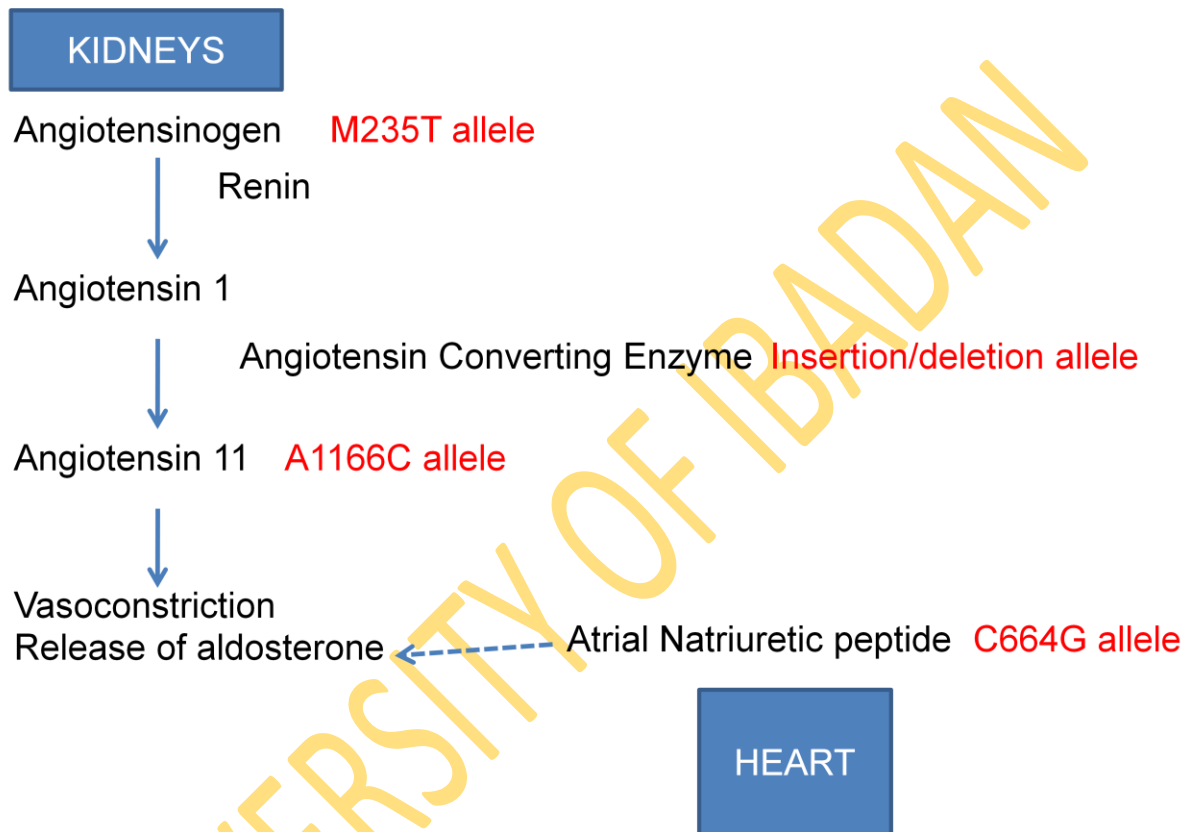 KIDNEYS
Angiotensinogen M235T allele
Renin
Angiotensin 1
Angiotensin Converting Enzyme Insertion/deletion allele
Angiotensin 11 A1166C allele
Vasoconstriction
Release of aldosterone
Atrial Natriuretic peptide C664G allele
HEART
VERSITY OF IBADAN